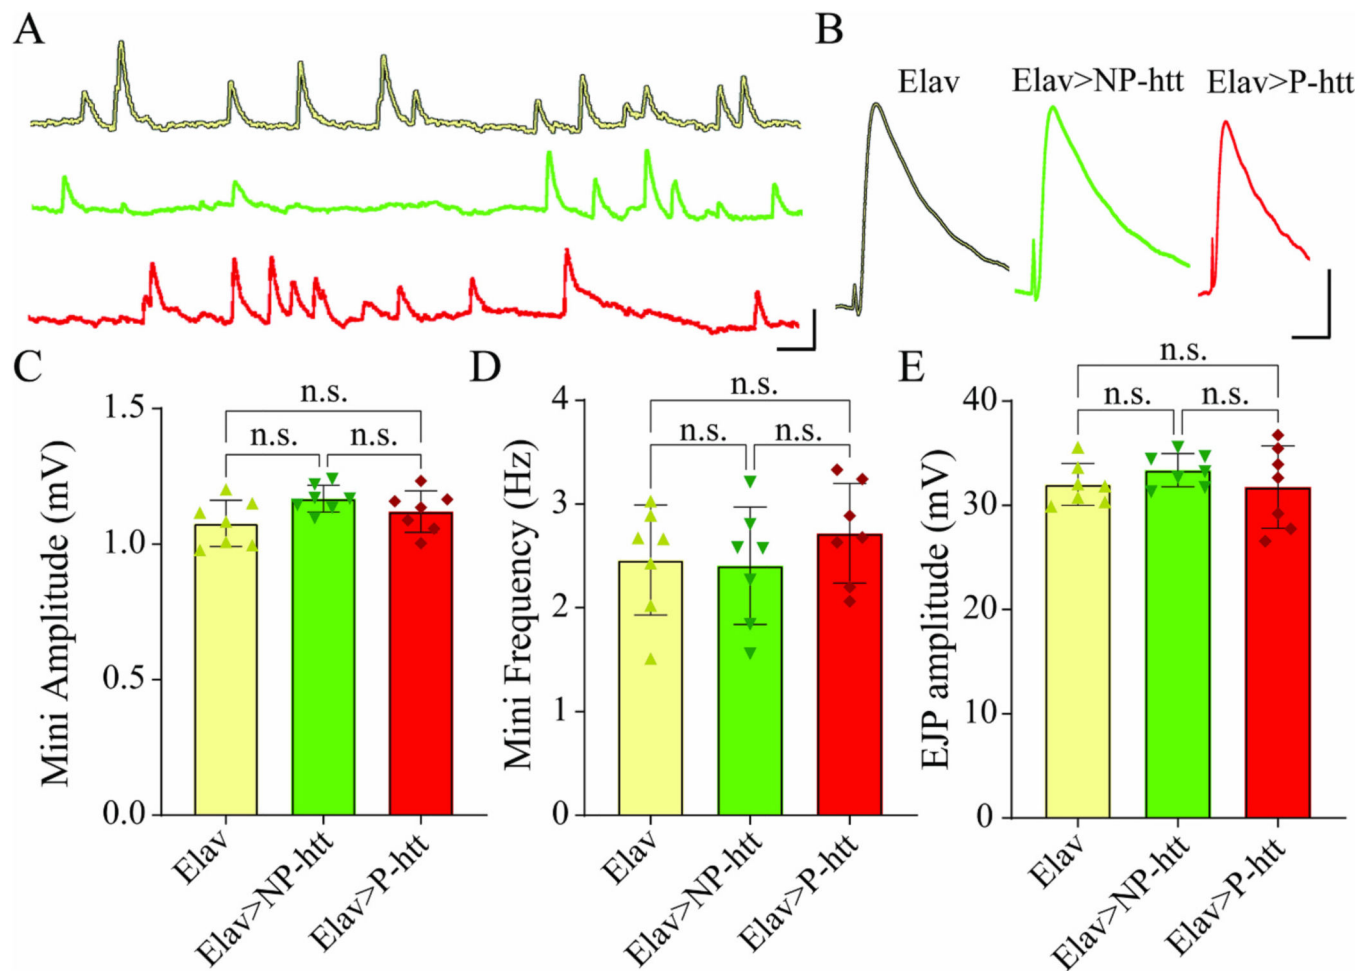 A
B
Elav
Elav>NP-htt
Elav>P-htt
C
D
E
Mini Amplitude (mV)
1.5
1.0
0.5
0.0
n.s.
n.s.
n.s.
Elav
Elav>NP-htt
Elav>P-htt
Mini Frequency (Hz)
4
3
2
1
0
n.s.
n.s.
n.s.
Elav
Elav>NP-htt
Elav>P-htt
EJP amplitude (mV)
40
30
20
10
0
n.s.
n.s.
n.s.
Elav
Elav>NP-htt
Elav>P-htt